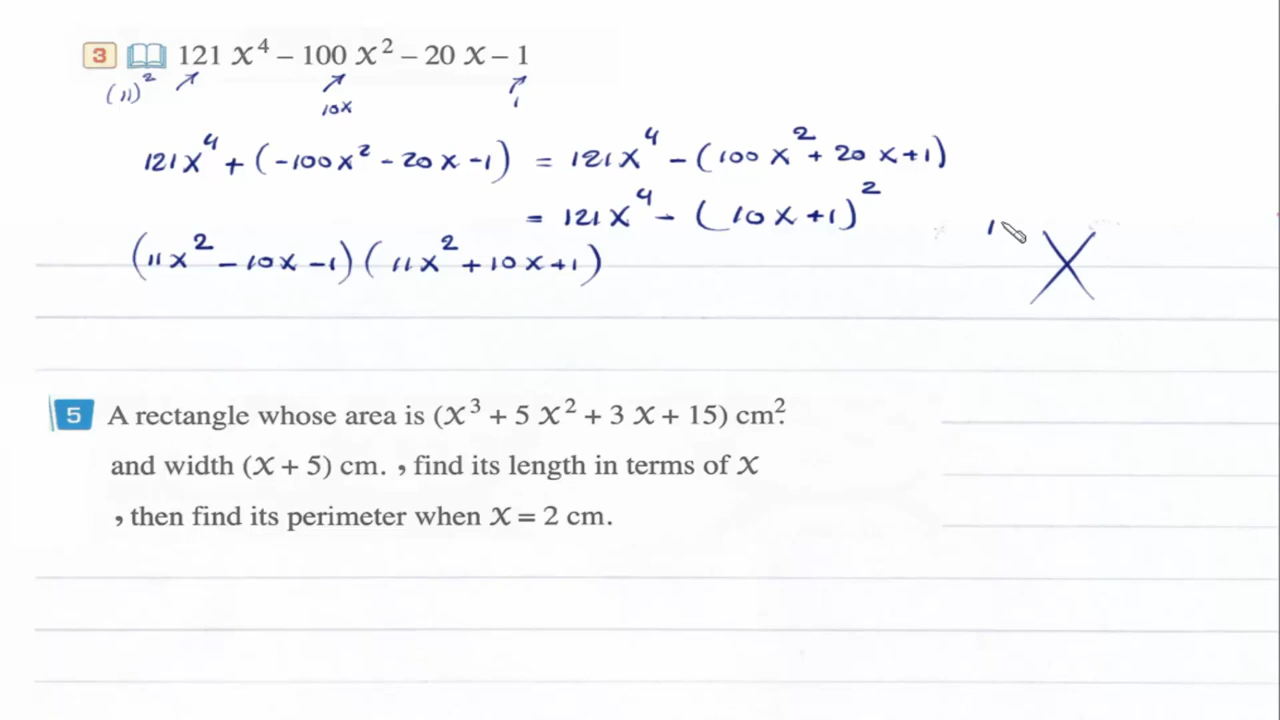 3 121 x⁴ – 100 x² – 20 x – 1
(11)² 10x 1
121x⁴ + (-100x² - 20x -1) = 121x⁴ - (100x² + 20x+1)
= 121x⁴ - (10x+1)²
(11x² - 10x -1)(11x² + 10x+1)
5 A rectangle whose area is (x³ + 5 x² + 3 x + 15) cm².
and width (x + 5) cm. , find its length in terms of x
, then find its perimeter when x = 2 cm.